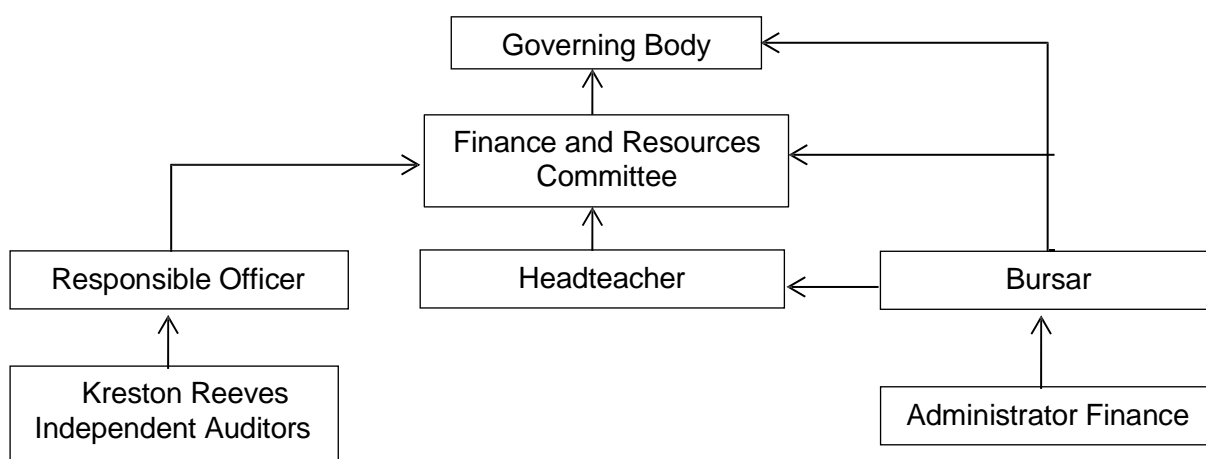 Governing Body
Finance and Resources
Committee
Responsible Officer
Headteacher
Bursar
Kreston Reeves
Independent Auditors
Administrator Finance